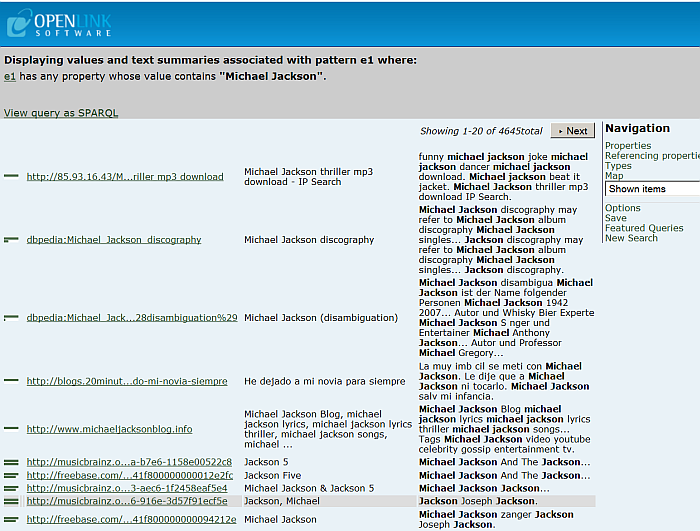 OPENLINK
SOFTWARE
Displaying values and text summaries associated with pattern e1 where:
e1 has any property whose value contains "Michael Jackson".
View query as SPARQL
Showing 1-20 of 4645total
Next
http://85.93.16.43/M...riller mp3 download
Michael Jackson thriller mp3
download - IP Search
funny michael jackson joke michael
jackson dancer michael jackson
download. Michael jackson beat it
jacket. Michael Jackson thriller mp3
download IP Search.
dbpedia:Michael_Jackson_discography
Michael Jackson discography
Michael Jackson discography may
refer to Michael Jackson album
discography Michael Jackson
singles... Jackson discography may
refer to Michael Jackson album
discography Michael Jackson
singles... Jackson discography.
dbpedia:Michael_Jack...28disambiguation%29
Michael Jackson (disambiguation)
Michael Jackson disambigua Michael
Jackson ist der Name folgender
Personen Michael Jackson 1942
2007... Autor und Whisky Bier Experte
Michael Jackson S nger und
Entertainer Michael Anthony
Jackson... Autor und Professor
Michael Gregory...
http://blogs.20minut...do-mi-novia-siempre
He dejado a mi novia para siempre
La muy imb cil se meti con Michael
Jackson. Le dije que a Michael
Jackson ni tocarlo. Michael Jackson
salv mi infancia.
http://www.michaeljacksonblog.info
Michael Jackson Blog, michael
jackson lyrics, michael jackson lyrics
thriller, michael jackson songs,
michael ...
Michael Jackson Blog michael
jackson lyrics michael jackson lyrics
thriller michael jackson songs...
Tags Michael Jackson video youtube
celebrity gossip entertainment tv.
http://musicbrainz.o...a-b7e6-1158e00522c8
Jackson 5
Michael Jackson And The Jackson...
http://freebase.com/...41f80000000012e2fc
Jackson Five
Michael Jackson And The Jackson...
http://musicbrainz.o...3-aec6-1f2458eaf5e4
Michael Jackson & Jackson 5
Michael Jackson Jackson...
http://musicbrainz.o...6-916e-3d57f91ecf5e
Jackson, Michael
Jackson Joseph Jackson.
http://freebase.com/...41f800000000094212e
Michael Jackson
Michael Jackson zanger Jackson
Joseph Jackson.
Navigation
Properties
Referencing propertie
Types
Map
Shown items
Options
Save
Featured Queries
New Search